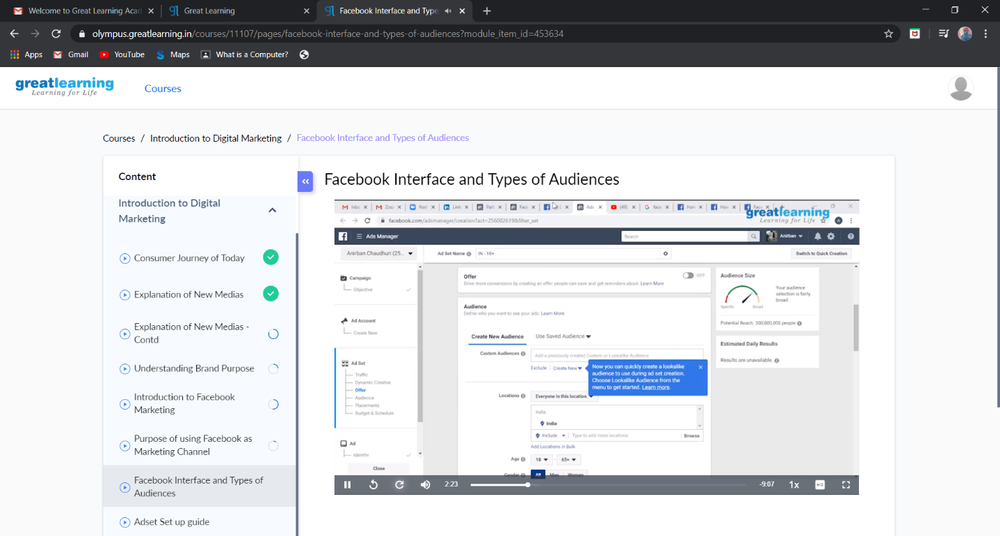 Welcome to Great Learning Acad
Great Learning
Facebook Interface and Type
olympus.greatlearning.in/courses/11107/pages/facebook-interface-and-types-of-audiences?module_item_id=453634
Apps Gmail YouTube Maps What is a Computer?
greatlearning
Learning for Life
Courses
Courses / Introduction to Digital Marketing / Facebook Interface and Types of Audiences
Content
Introduction to Digital
Marketing
Consumer Journey of Today
Explanation of New Medias
Explanation of New Medias -
Contd
Understanding Brand Purpose
Introduction to Facebook
Marketing
Purpose of using Facebook as
Marketing Channel
Facebook Interface and Types of
Audiences
Adset Set up guide
Facebook Interface and Types of Audiences
greatlearning
Learning for Life
facebook.com/adsmanager/creation?act=256002619&filter_set
Ads Manager
Search
Anirban
Anirban Chaudhuri (25...
Ad Set Name
IN - 18+
Switch to Quick Creation
Campaign
Objective
Ad Account
Create New
Ad Set
Traffic
Dynamic Creative
Offer
Audience
Placements
Budget & Schedule
Ad
Identity
Close
Offer
OFF
Drive more conversions by creating an offer people can save and get reminders about. Learn More
Audience
Define who you want to see your ads. Learn More
Create New Audience Use Saved Audience
Custom Audiences
Add a previously created Custom or Lookalike Audience
Exclude Create New
Now you can quickly create a lookalike
audience to use during ad set creation.
Choose Lookalike Audience from the
menu to get started. Learn more.
Locations
Everyone in this location
India
India
Include Type to add more locations Browse
Add Locations in Bulk
Age 18 - 65+
Gender All Men Women
Audience Size
Your audience
selection is fairly
broad.
Specific Broad
Potential Reach: 300,000,000 people
Estimated Daily Results
Results are unavailable.
2:23
-9:07
1x
HD